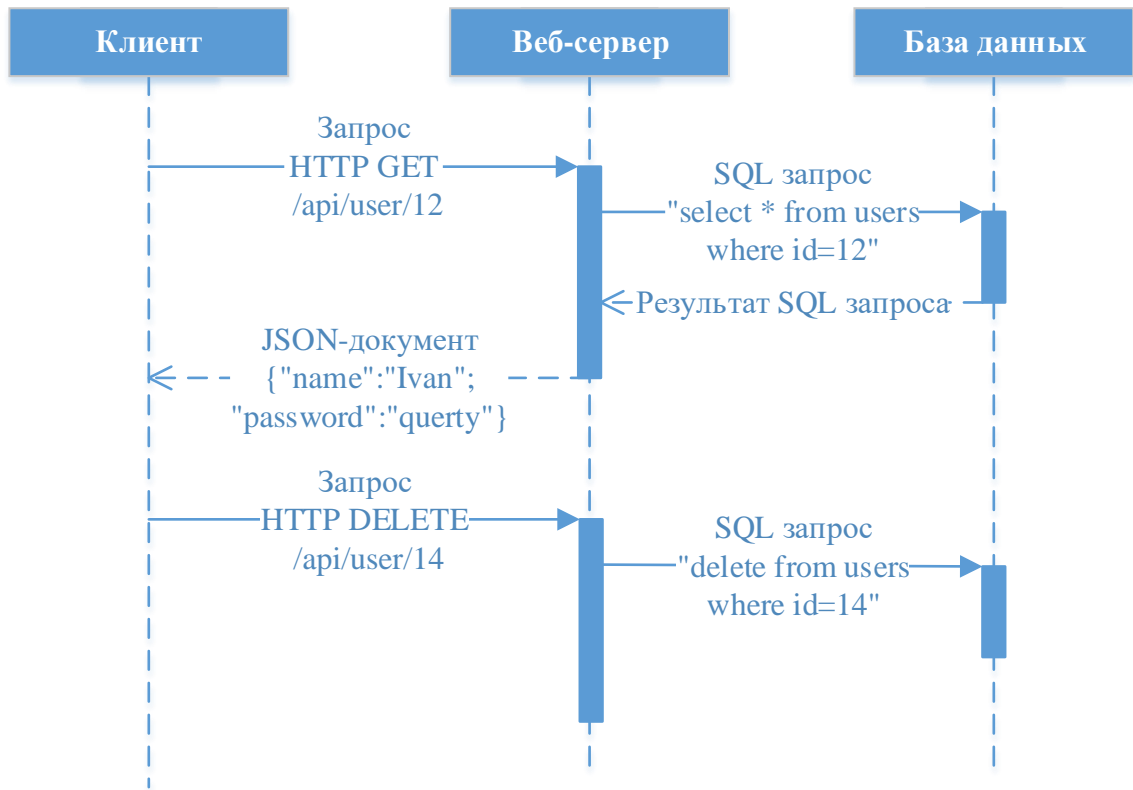 Клиент
Веб-сервер
База данных
Запрос
HTTP GET
/api/user/12
SQL запрос
"select * from users
where id=12"
Результат SQL запроса
JSON-документ
{"name":"Ivan";
"password":"querty"}
Запрос
HTTP DELETE
/api/user/14
SQL запрос
"delete from users
where id=14"